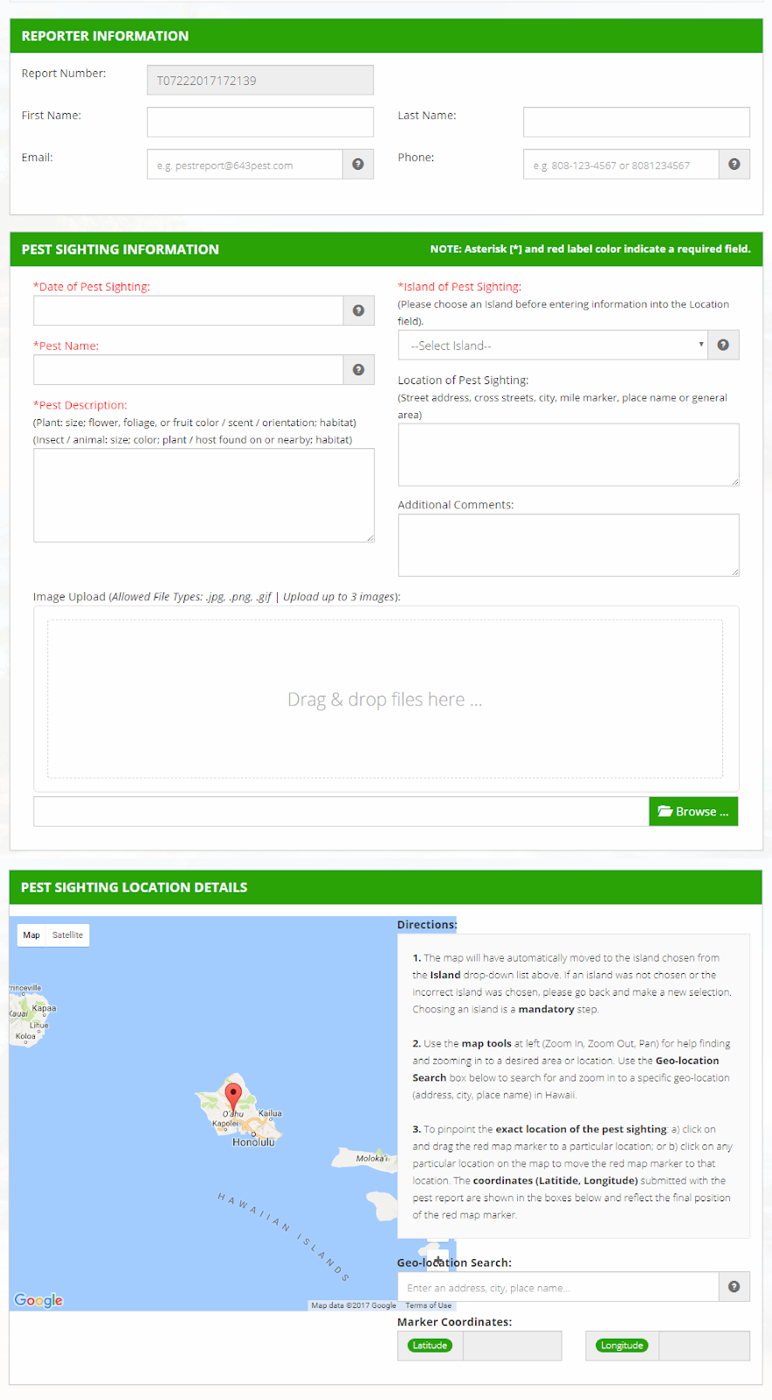 REPORTER INFORMATION
Report Number:
T07222017172139
First Name:
Last Name:
Email:
e.g. pestreport@643pest.com
Phone:
e.g. 808-123-4567 or 8081234567
PEST SIGHTING INFORMATION
NOTE: Asterisk [*] and red label color indicate a required field.
*Date of Pest Sighting:
*Pest Name:
*Pest Description:
(Plant: size; flower, foliage, or fruit color / scent / orientation; habitat)
(Insect / animal: size; color; plant / host found on or nearby; habitat)
*Island of Pest Sighting:
(Please choose an Island before entering information into the Location
field).
--Select Island--
Location of Pest Sighting:
(Street address, cross streets, city, mile marker, place name or general
area)
Additional Comments:
Image Upload (Allowed File Types: .jpg, .png, .gif | Upload up to 3 images):
Drag & drop files here ...
Browse ...
PEST SIGHTING LOCATION DETAILS
Map
Satellite
Kapaa
Lihue
Koloa
O'ahu
Kailua
Kapolei
Honolulu
Moloka'i
HAWAIIAN ISLANDS
Google
Map data ©2017 Google
Terms of Use
Directions:
1. The map will have automatically moved to the island chosen from
the Island drop-down list above. If an island was not chosen or the
incorrect island was chosen, please go back and make a new selection.
Choosing an island is a mandatory step.
2. Use the map tools at left (Zoom In, Zoom Out, Pan) for help finding
and zooming in to a desired area or location. Use the Geo-location
Search box below to search for and zoom in to a specific geo-location
(address, city, place name) in Hawaii.
3. To pinpoint the exact location of the pest sighting: a) click on
and drag the red map marker to a particular location; or b) click on any
particular location on the map to move the red map marker to that
location. The coordinates (Latitide, Longitude) submitted with the
pest report are shown in the boxes below and reflect the final position
of the red map marker.
Geo-location Search:
Enter an address, city, place name...
Marker Coordinates:
Latitude
Longitude